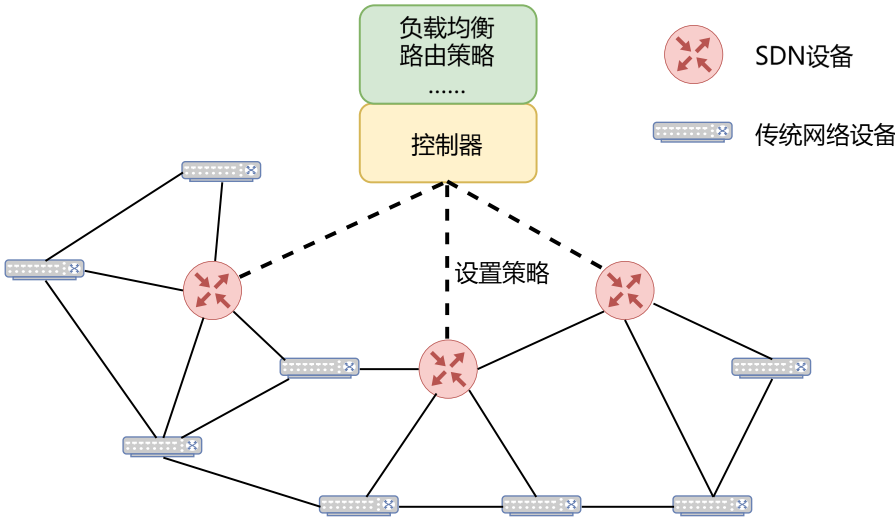 负载均衡
路由策略
......
控制器
设置策略
SDN设备
传统网络设备